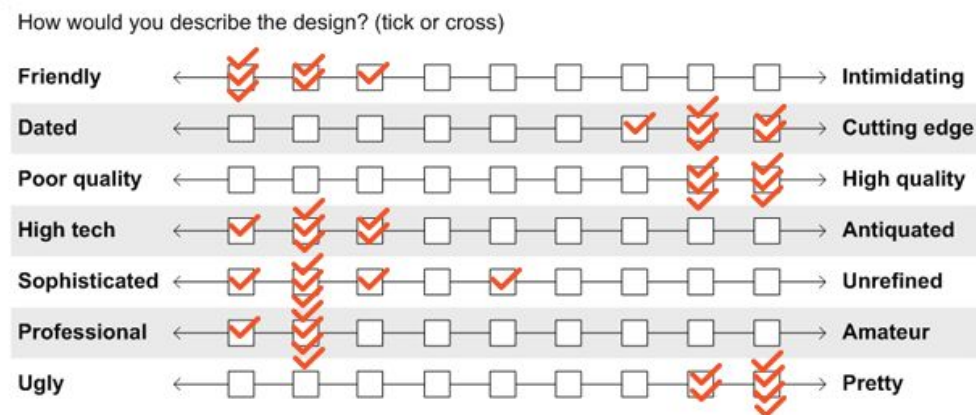 How would you describe the design? (tick or cross)
Friendly Intimidating
Dated Cutting edge
Poor quality High quality
High tech Antiquated
Sophisticated Unrefined
Professional Amateur
Ugly Pretty